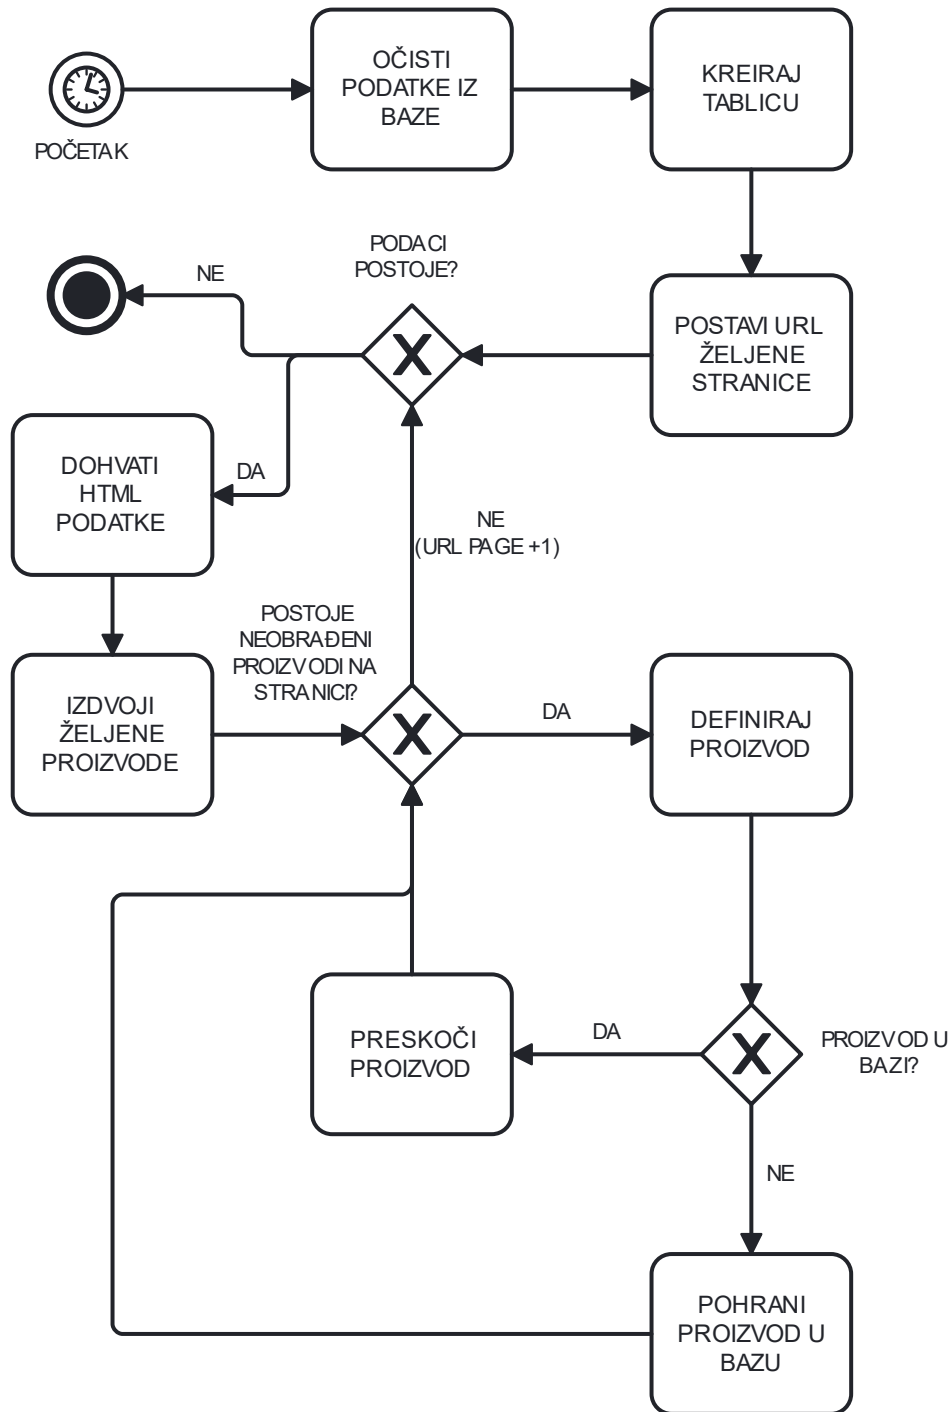 OČISTI
PODATKE IZ
BAZE
KREIRAJ
TABLICU
POČETAK
PODACI
POSTOJE?
NE
POSTAVI URL
ŽELJENE
STRANICE
DOHVATI
HTML
PODATKE
DA
NE
(URL PAGE +1)
POSTOJE
NEOBRAĐENI
PROIZVODI NA
STRANICI?
IZDVOJI
ŽELJENE
PROIZVODE
DA
DEFINIRAJ
PROIZVOD
PRESKOČI
PROIZVOD
DA
PROIZVOD U
BAZI?
NE
POHRANI
PROIZVOD U
BAZU